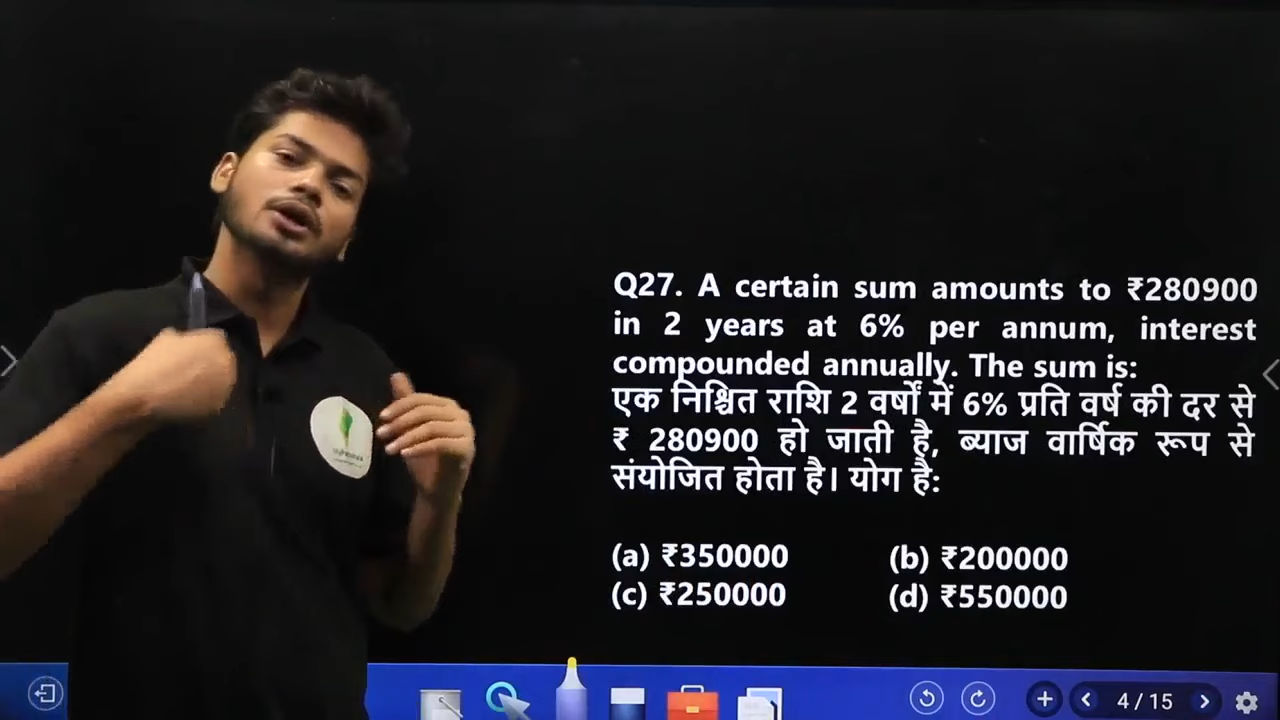 Q27. A certain sum amounts to ₹280900
in 2 years at 6% per annum, interest
compounded annually. The sum is:
एक निश्चित राशि 2 वर्षों में 6% प्रति वर्ष की दर से
₹ 280900 हो जाती है, ब्याज वार्षिक रूप से
संयोजित होता है। योग है:
(a) ₹350000 (b) ₹200000
(c) ₹250000 (d) ₹550000
4 / 15